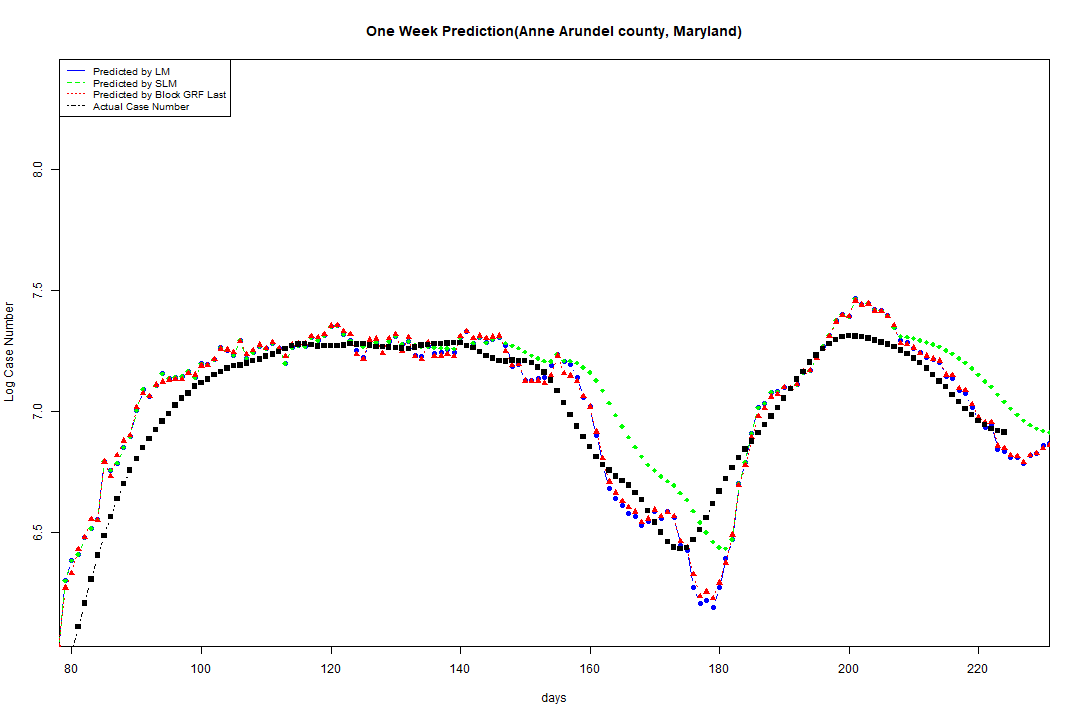 One Week Prediction(Anne Arundel county, Maryland)
Predicted by LM
Predicted by SLM
Predicted by Block GRF Last
Actual Case Number
8.0
7.5
7.0
6.5
Log Case Number
80 100 120 140 160 180 200 220
days